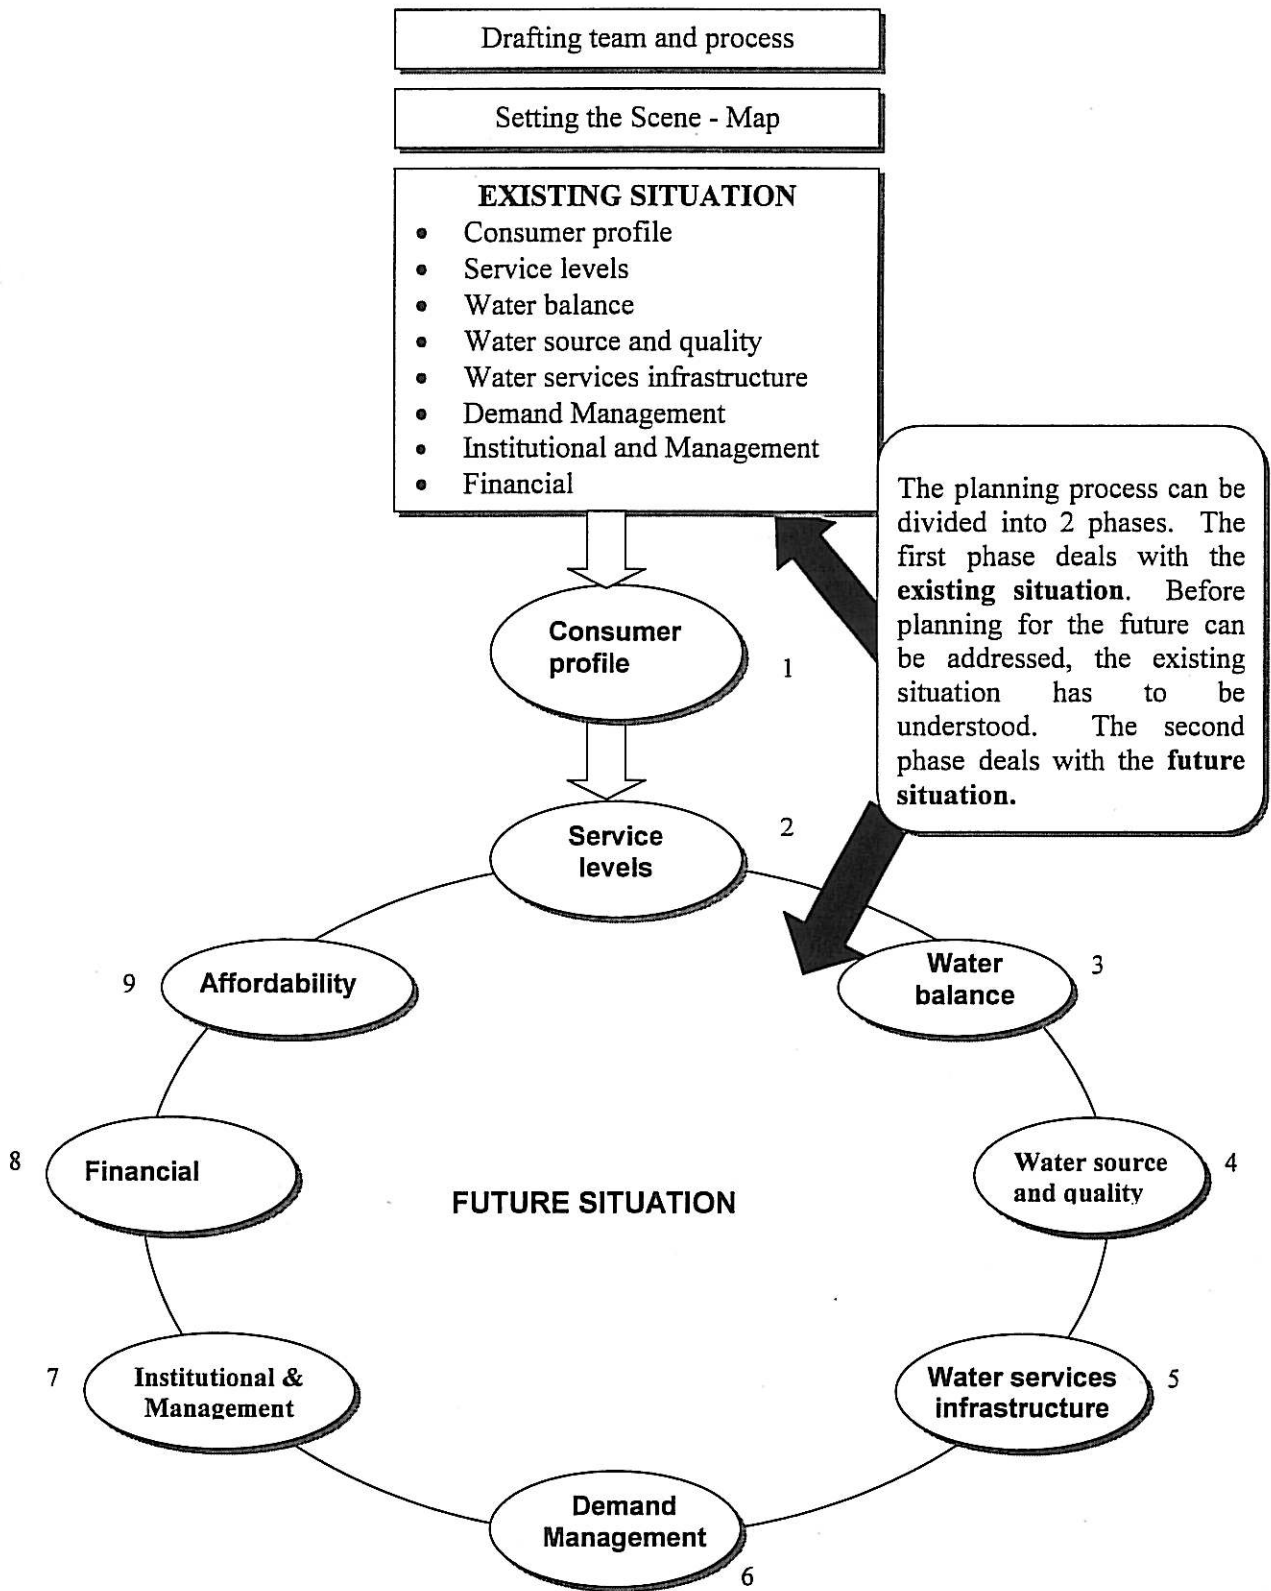 Drafting team and process
Setting the Scene - Map
EXISTING SITUATION
• Consumer profile
• Service levels
• Water balance
• Water source and quality
• Water services infrastructure
• Demand Management
• Institutional and Management
• Financial
The planning process can be
divided into 2 phases. The
first phase deals with the
existing situation. Before
planning for the future can
be addressed, the existing
situation has to be
understood. The second
phase deals with the future
situation.
Consumer
profile
1
Service
levels
2
Water
balance
3
Water source
and quality
4
Water services
infrastructure
5
Demand
Management
6
Institutional &
Management
7
Financial
8
Affordability
9
FUTURE SITUATION